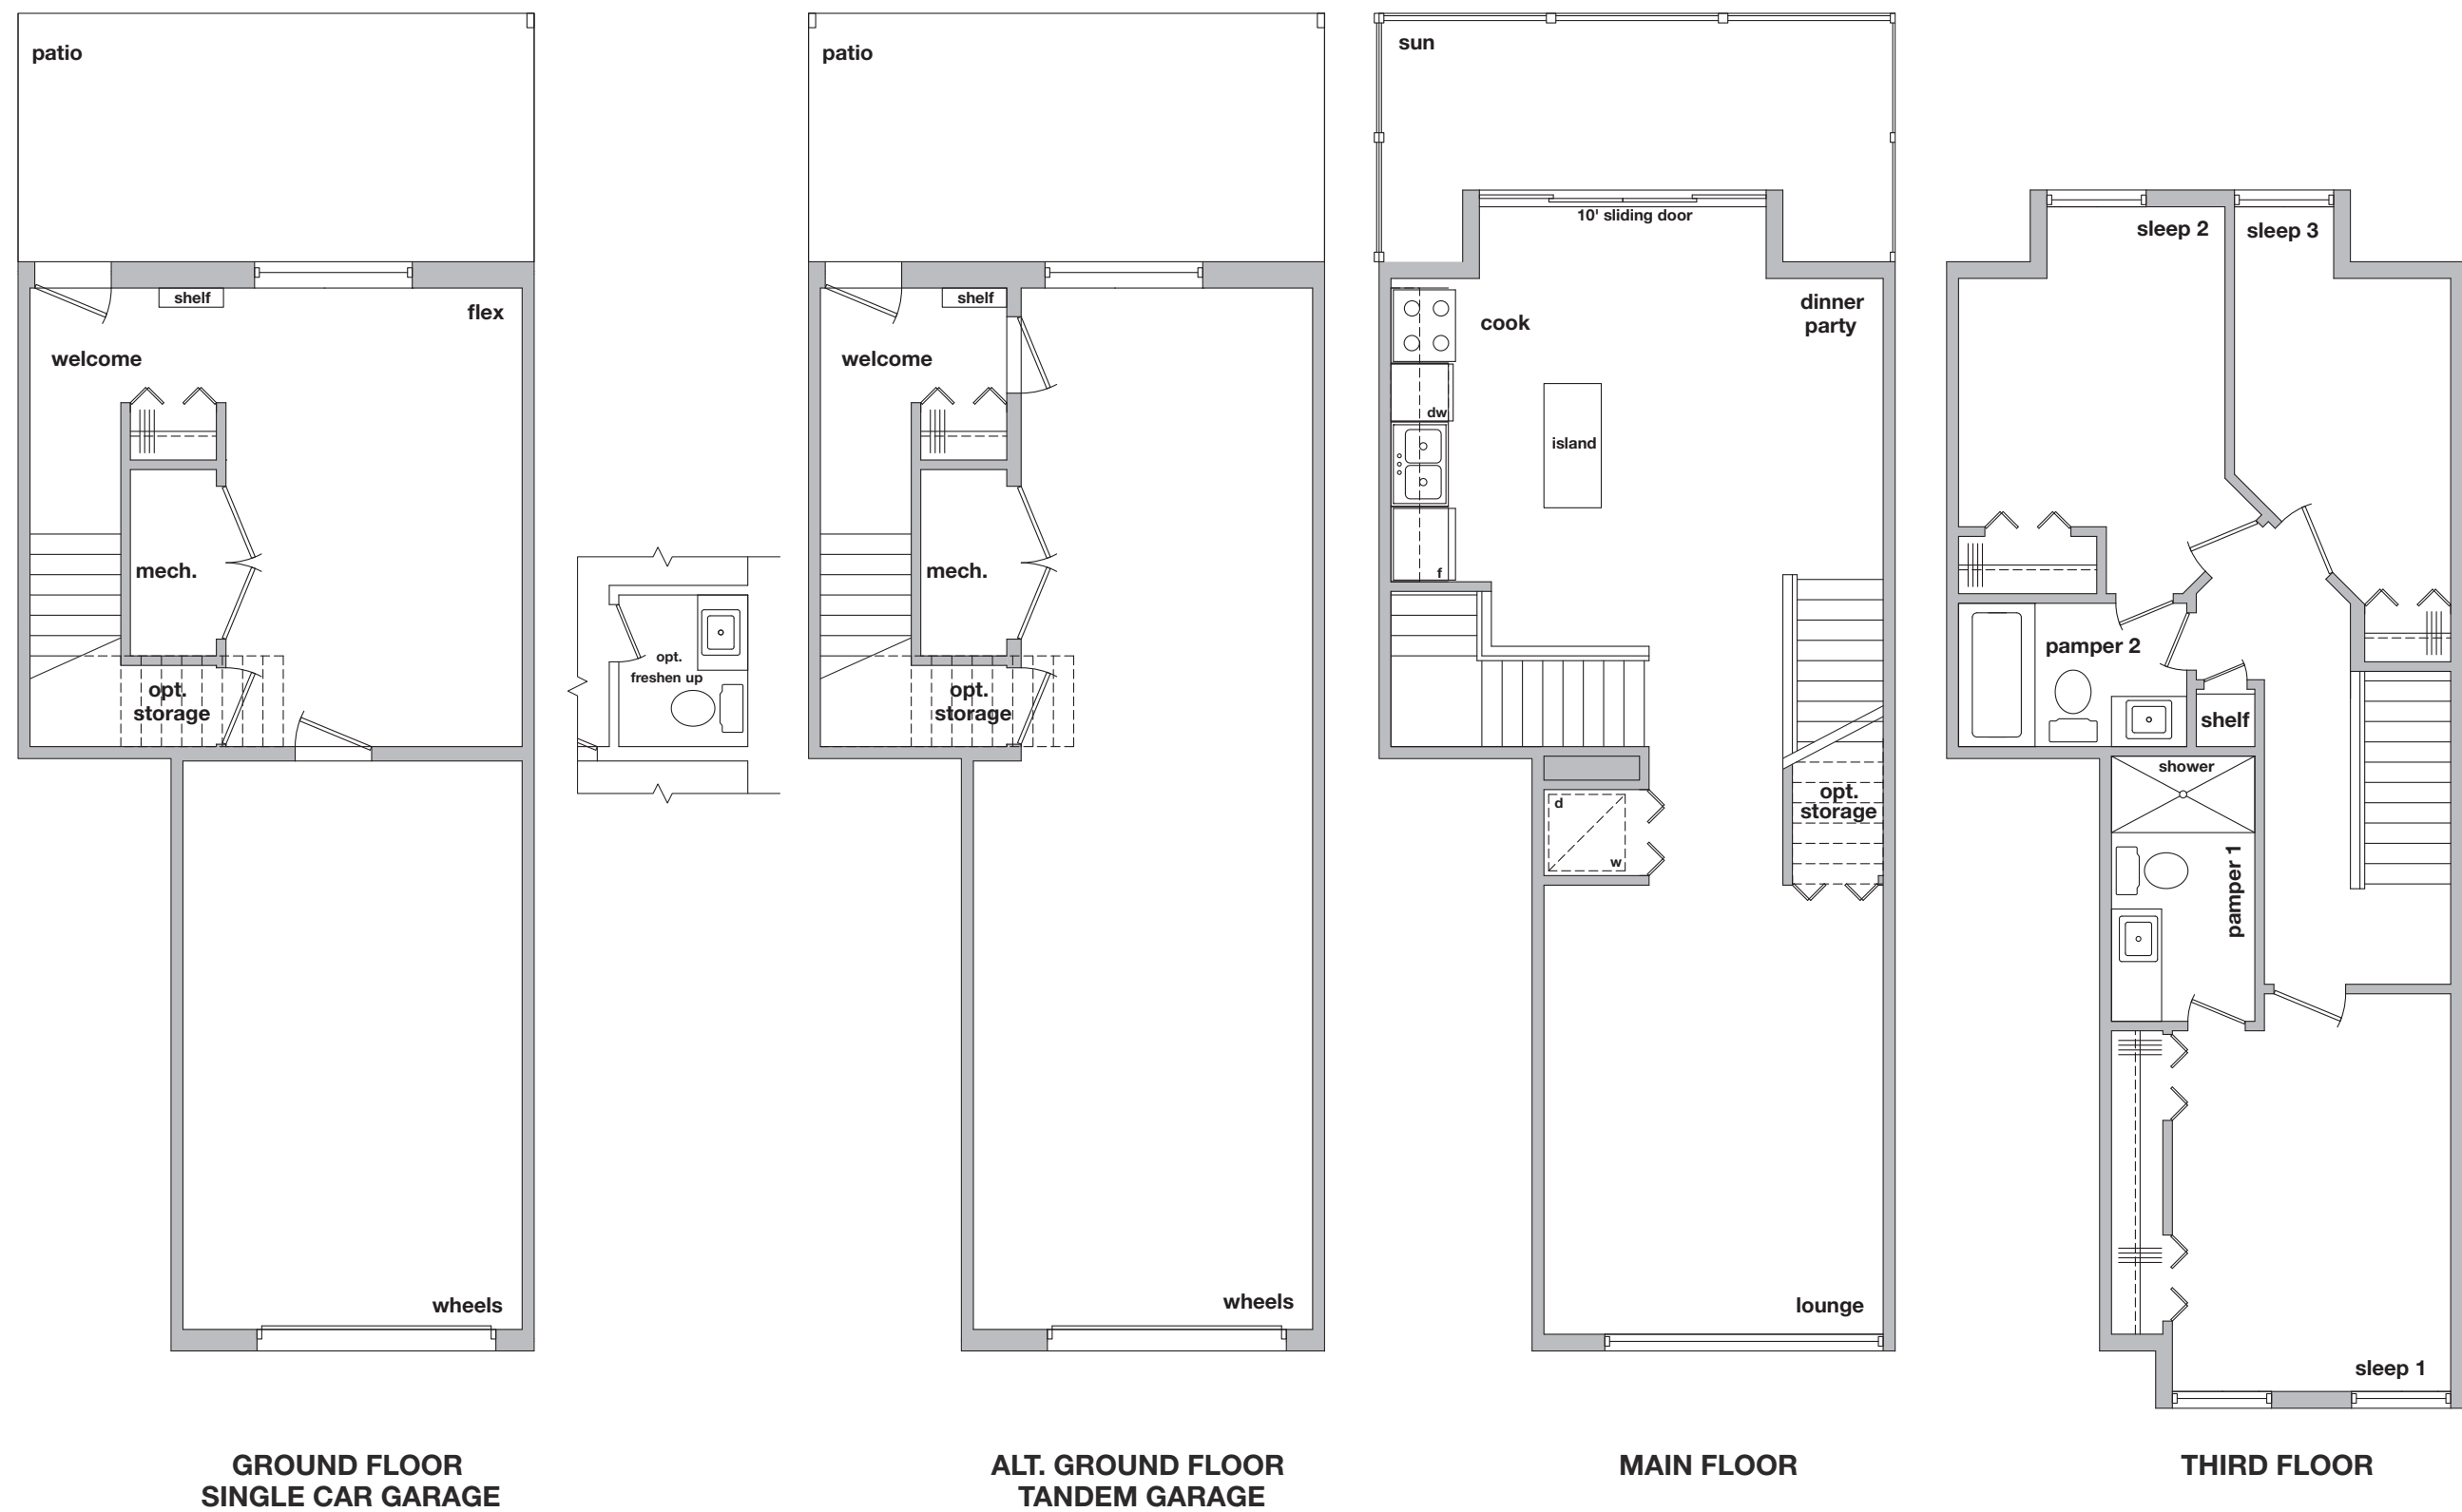 patio
shelf
flex
welcome
mech.
opt.
storage
wheels
GROUND FLOOR
SINGLE CAR GARAGE
opt.
freshen up
patio
shelf
welcome
mech.
opt.
storage
wheels
ALT. GROUND FLOOR
TANDEM GARAGE
sun
10' sliding door
cook
dinner
party
dw
island
f
d
w
opt.
storage
lounge
MAIN FLOOR
sleep 2
sleep 3
pamper 2
shelf
shower
pamper 1
sleep 1
THIRD FLOOR